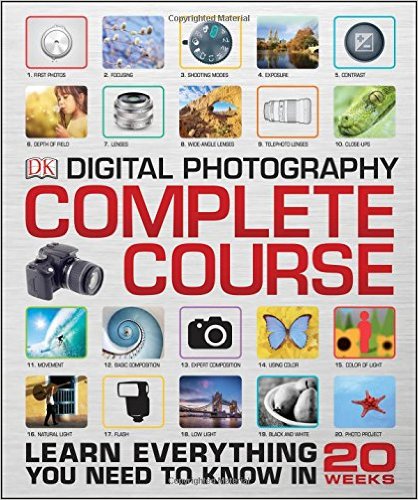 1. FIRST PHOTOS
2. FOCUSING
3. SHOOTING MODES
4. EXPOSURE
5. CONTRAST
6. DEPTH OF FIELD
7. LENSES
8. WIDE-ANGLE LENSES
9. TELEPHOTO LENSES
10. CLOSE-UPS
DK DIGITAL PHOTOGRAPHY
COMPLETE
COURSE
11. MOVEMENT
12. BASIC COMPOSITION
13. EXPERT COMPOSITION
14. USING COLOR
15. COLOR OF LIGHT
16. NATURAL LIGHT
17. FLASH
18. LOW LIGHT
19. BLACK AND WHITE
20. PHOTO PROJECT
LEARN EVERYTHING
YOU NEED TO KNOW IN
20
WEEKS
Copyrighted Material